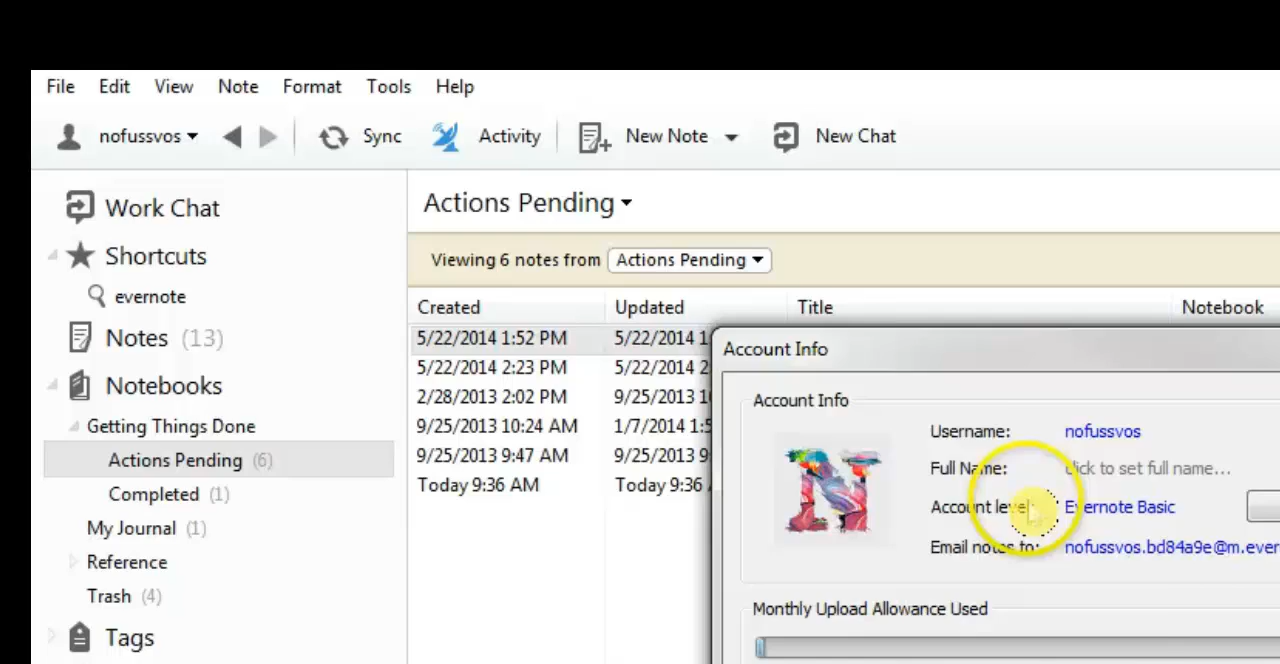 File Edit View Note Format Tools Help
nofussvos Sync Activity New Note New Chat
Work Chat
Shortcuts
evernote
Notes (13)
Notebooks
Getting Things Done
Actions Pending (6)
Completed (1)
My Journal (1)
Reference
Trash (4)
Tags
Actions Pending
Viewing 6 notes from Actions Pending
Created Updated Title Notebook
5/22/2014 1:52 PM 5/22/2014 1
5/22/2014 2:23 PM 5/22/2014 2
2/28/2013 2:02 PM 9/25/2013 1
9/25/2013 10:24 AM 1/7/2014 1:5
9/25/2013 9:47 AM 9/25/2013 9
Today 9:36 AM Today 9:36
Account Info
Account Info
Username: nofussvos
Full Name: click to set full name...
Account level: Evernote Basic
Email notes to: nofussvos.bd84a9e@m.ever
Monthly Upload Allowance Used